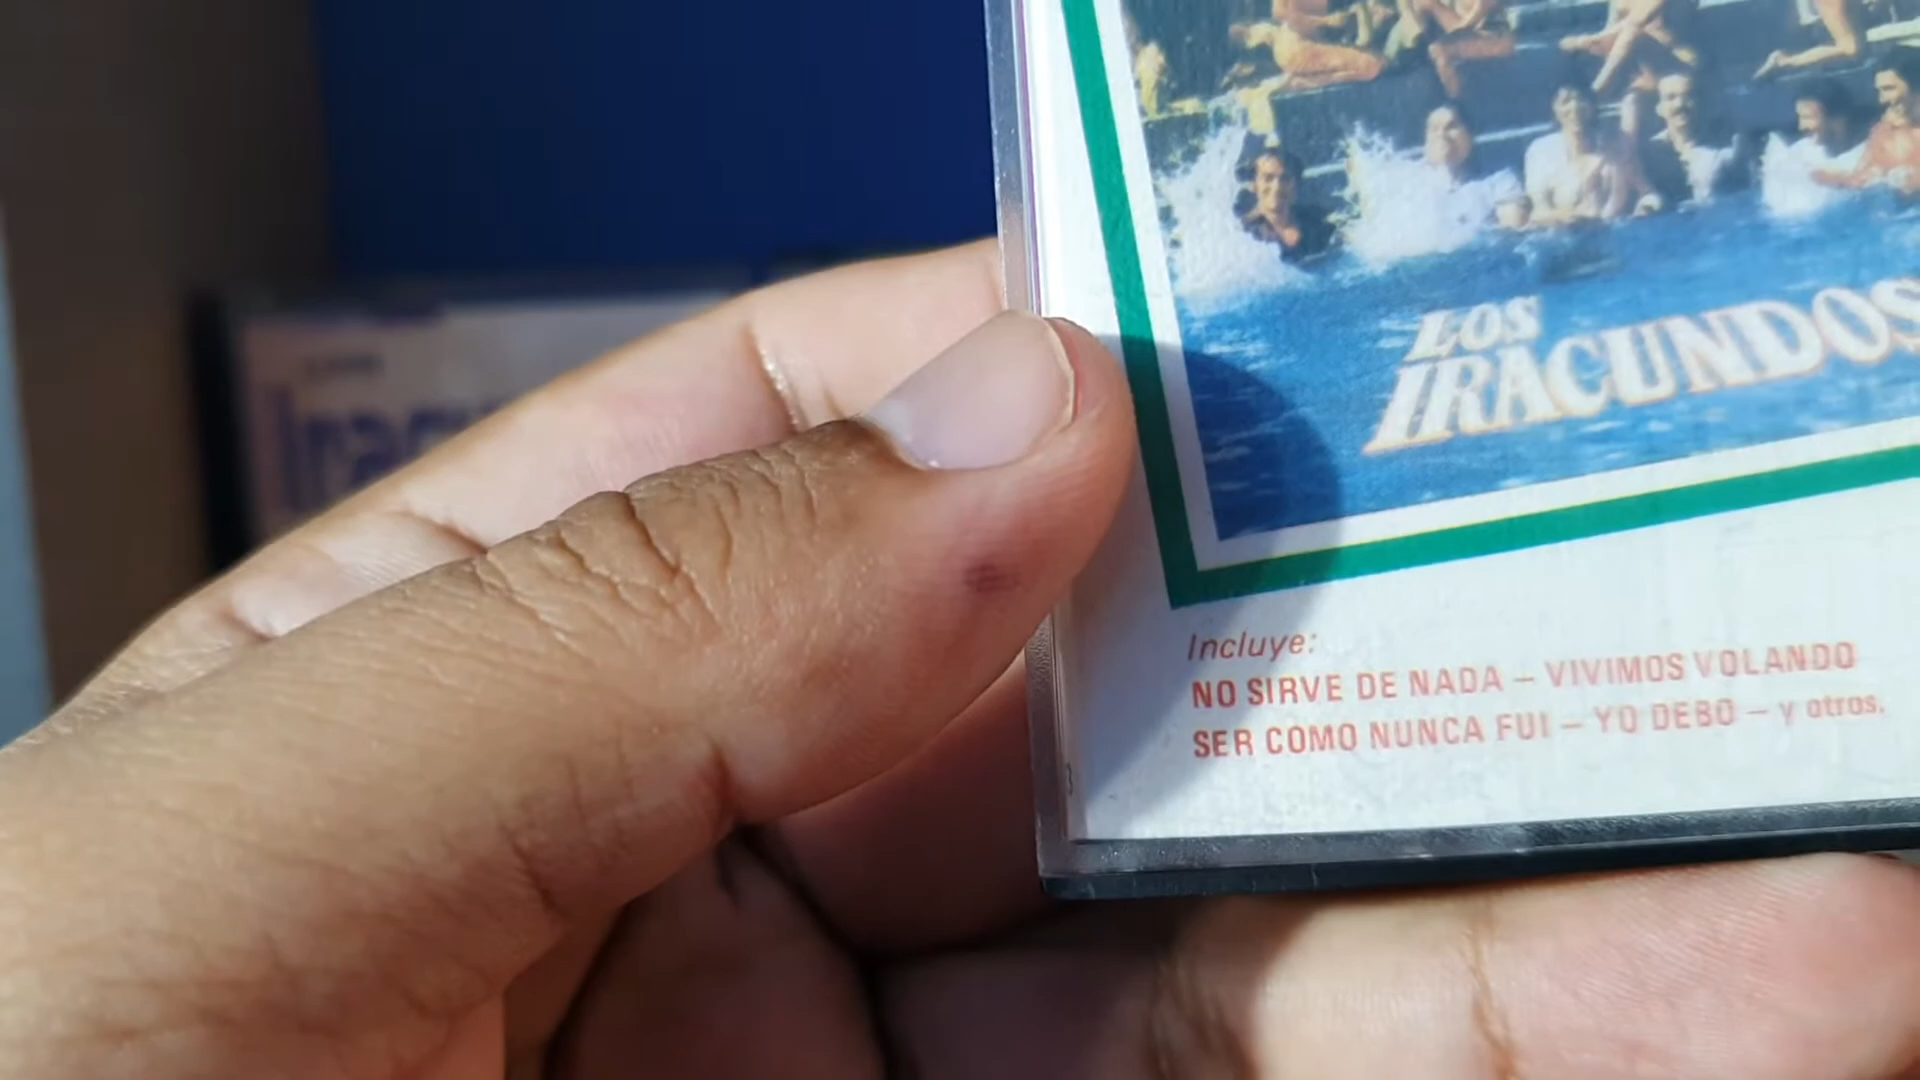 LOS
IRACUNDOS
Incluye:
NO SIRVE DE NADA – VIVIMOS VOLANDO
SER COMO NUNCA FUI – YO DEBO – y otros.